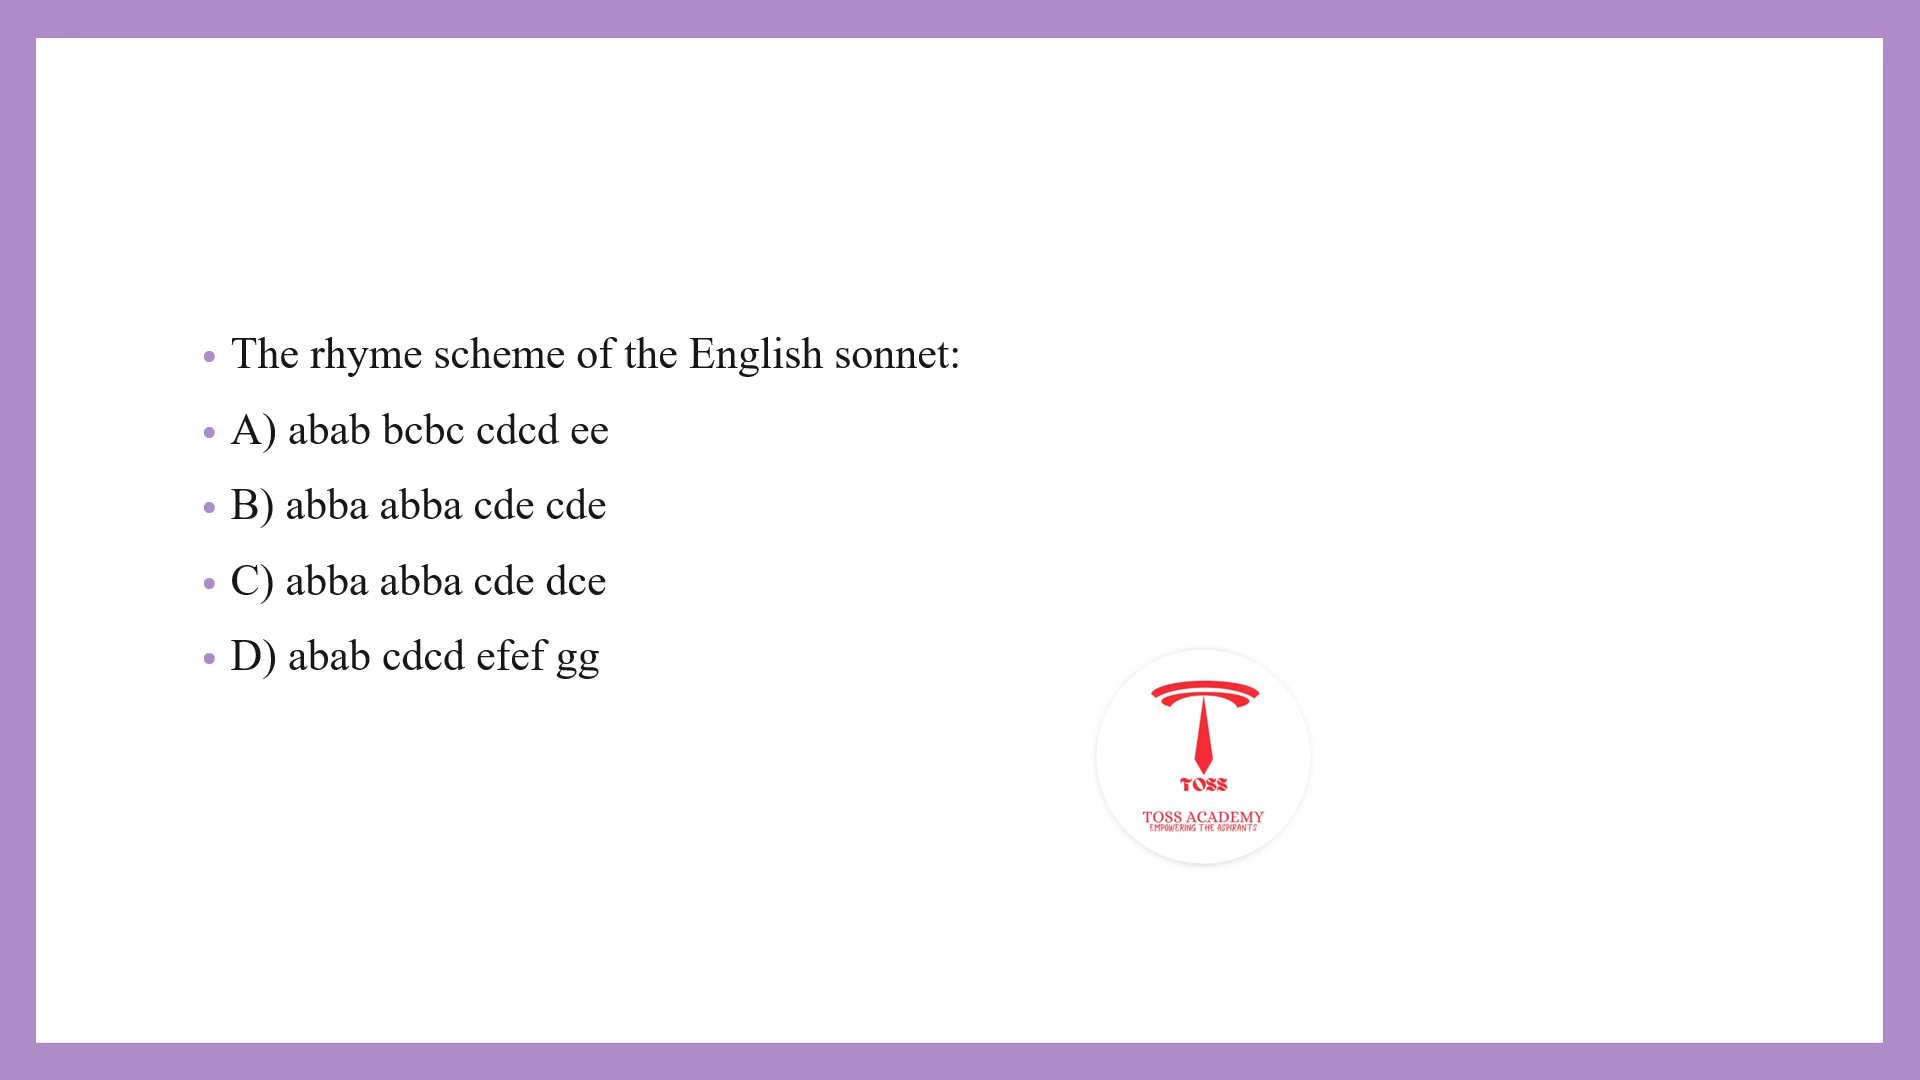 The rhyme scheme of the English sonnet:
A) abab bcbc cdcd ee
B) abba abba cde cde
C) abba abba cde dce
D) abab cdcd efef gg
TOSS
TOSS ACADEMY
EMPOWERING THE ASPIRANTS